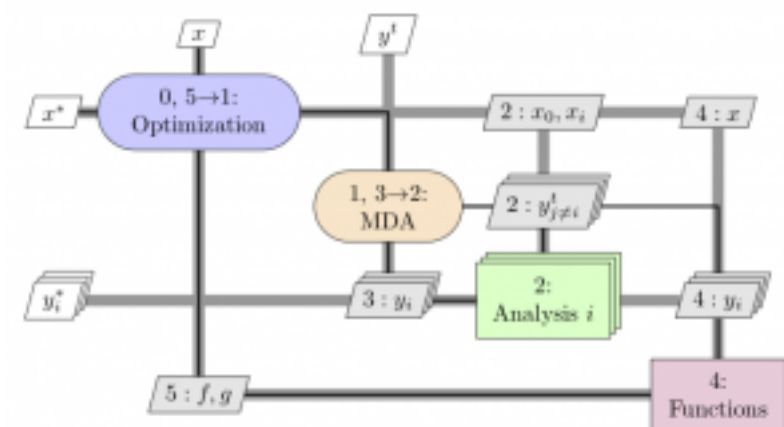 x
y^t
x*
0, 5→1:
Optimization
2 : x_0, x_i
4 : x
1, 3→2:
MDA
2 : y^t_{j≠i}
y_i^*
3 : y_i
2:
Analysis i
4 : y_i
5 : f, g
4:
Functions